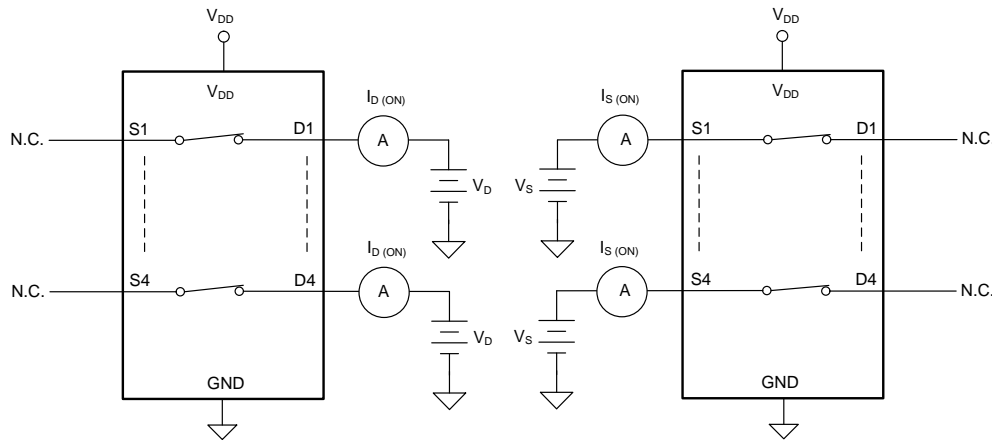 VDD
VDD
S1
D1
N.C.
ID (ON)
A
VD
S4
D4
N.C.
ID (ON)
A
VD
GND
VDD
VDD
IS (ON)
A
VS
S1
D1
N.C.
IS (ON)
A
VS
S4
D4
N.C.
GND